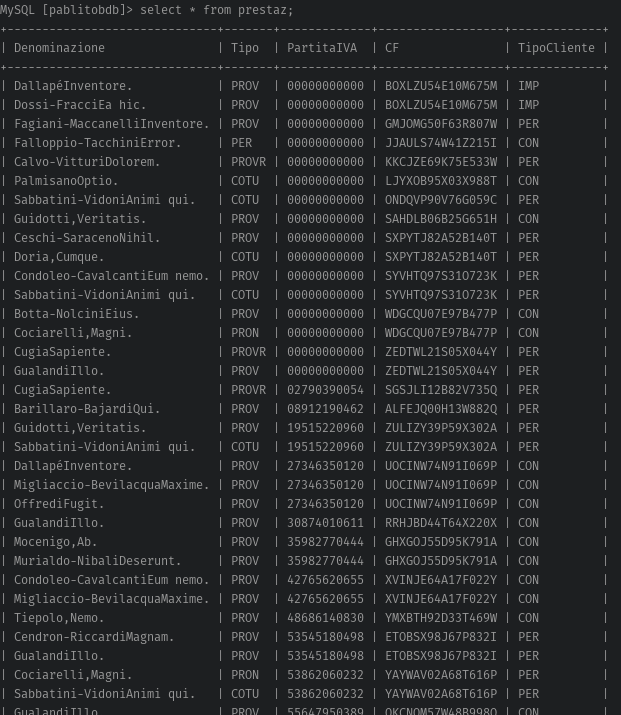 MySQL [pablitobdb]> select * from prestaz;
+------------------------------+-------+-------------+------------------+-------------+
| Denominazione | Tipo | PartitaIVA | CF | TipoCliente |
+------------------------------+-------+-------------+------------------+-------------+
| DallapéInventore. | PROV | 00000000000 | BOXLZU54E10M675M | IMP |
| Dossi-FracciEa hic. | PROV | 00000000000 | BOXLZU54E10M675M | IMP |
| Fagiani-MaccanelliInventore. | PROV | 00000000000 | GMJOMG50F63R807W | PER |
| Falloppio-TacchiniError. | PER | 00000000000 | JJAULS74W41Z215I | CON |
| Calvo-VitturiDolorem. | PROVR | 00000000000 | KKCJZE69K75E533W | PER |
| PalmisanoOptio. | COTU | 00000000000 | LJYXOB95X03X988T | CON |
| Sabbatini-VidoniAnimi qui. | COTU | 00000000000 | ONDQVP90V76G059C | PER |
| Guidotti,Veritatis. | PROV | 00000000000 | SAHDLB06B25G651H | CON |
| Ceschi-SaracenoNihil. | PROV | 00000000000 | SXPYTJ82A52B140T | PER |
| Doria,Cumque. | COTU | 00000000000 | SXPYTJ82A52B140T | PER |
| Condoleo-CavalcantiEum nemo. | PROV | 00000000000 | SYVHTQ97S31O723K | PER |
| Sabbatini-VidoniAnimi qui. | COTU | 00000000000 | SYVHTQ97S31O723K | PER |
| Botta-NolciniEius. | PROV | 00000000000 | WDGCQU07E97B477P | CON |
| Cociarelli,Magni. | PRON | 00000000000 | WDGCQU07E97B477P | CON |
| CugiaSapiente. | PROVR | 00000000000 | ZEDTWL21S05X044Y | PER |
| GualandiIllo. | PROV | 00000000000 | ZEDTWL21S05X044Y | PER |
| CugiaSapiente. | PROVR | 02790390054 | SGSJLI12B82V735Q | PER |
| Barillaro-BajardiQui. | PROV | 08912190462 | ALFEJQ00H13W882Q | PER |
| Guidotti,Veritatis. | PROV | 19515220960 | ZULIZY39P59X302A | PER |
| Sabbatini-VidoniAnimi qui. | COTU | 19515220960 | ZULIZY39P59X302A | PER |
| DallapéInventore. | PROV | 27346350120 | UOCINW74N91I069P | CON |
| Migliaccio-BevilacquaMaxime. | PROV | 27346350120 | UOCINW74N91I069P | CON |
| OffrediFugit. | PROV | 27346350120 | UOCINW74N91I069P | CON |
| GualandiIllo. | PROV | 30874010611 | RRHJBD44T64X220X | CON |
| Mocenigo,Ab. | PROV | 35982770444 | GHXGOJ55D95K791A | CON |
| Murialdo-NibaliDeserunt. | PROV | 35982770444 | GHXGOJ55D95K791A | CON |
| Condoleo-CavalcantiEum nemo. | PROV | 42765620655 | XVINJE64A17F022Y | CON |
| Migliaccio-BevilacquaMaxime. | PROV | 42765620655 | XVINJE64A17F022Y | CON |
| Tiepolo,Nemo. | PROV | 48686140830 | YMXBTH92D33T469W | CON |
| Cendron-RiccardiMagnam. | PROV | 53545180498 | ETOBSX98J67P832I | PER |
| GualandiIllo. | PROV | 53545180498 | ETOBSX98J67P832I | PER |
| Cociarelli,Magni. | PRON | 53862060232 | YAYWAV02A68T616P | PER |
| Sabbatini-VidoniAnimi qui. | COTU | 53862060232 | YAYWAV02A68T616P | PER |
| GualandiIllo. | PROV | 55647950389 | | CON |